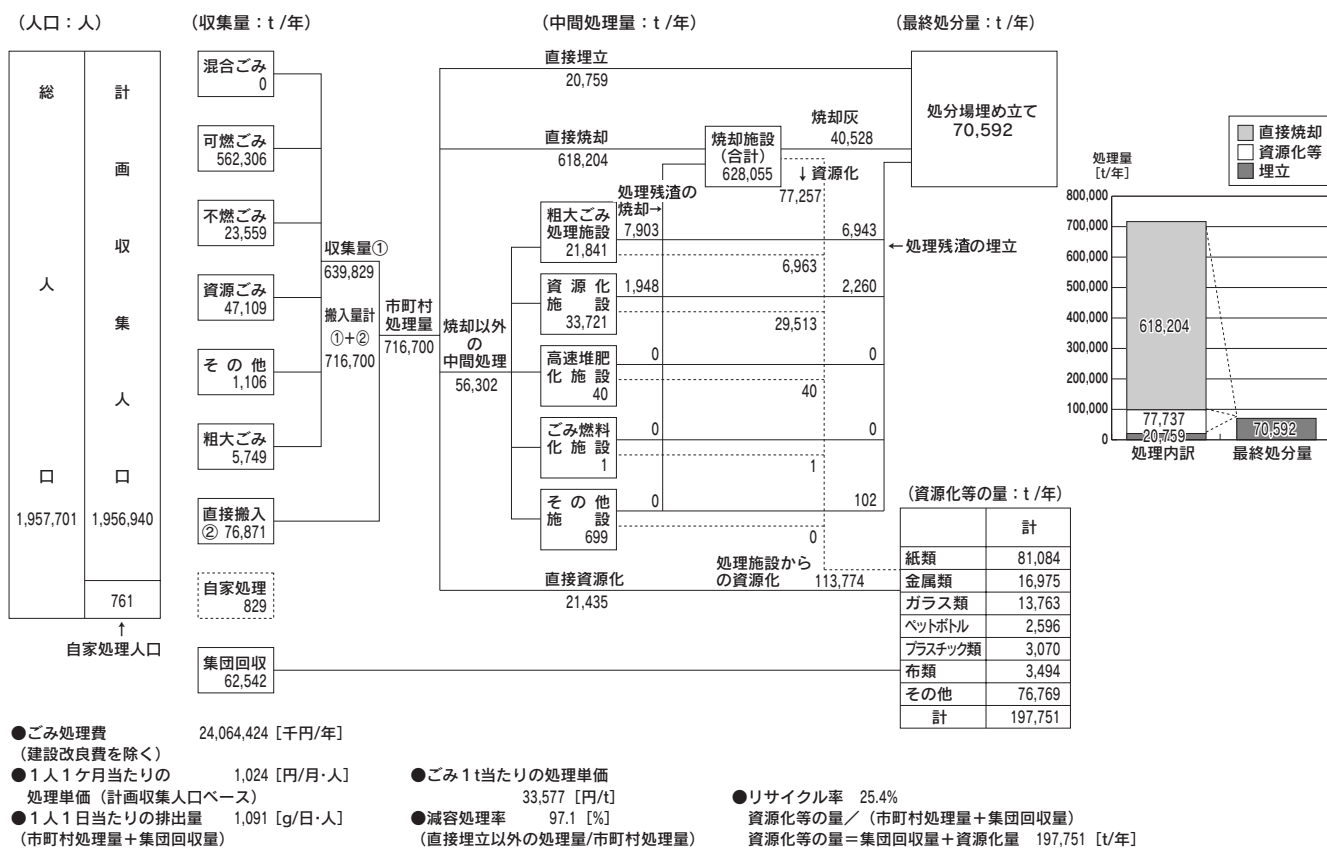 （人口：人）
（収集量：t /年）
（中間処理量：t /年）
（最終処分量：t /年）
総人口
1,957,701
計画収集人口
1,956,940
761
↑
自家処理人口
混合ごみ
0
可燃ごみ
562,306
不燃ごみ
23,559
資源ごみ
47,109
そ の 他
1,106
粗大ごみ
5,749
直接搬入
② 76,871
自家処理
829
集団回収
62,542
収集量①
639,829
搬入量計
①+②
716,700
市町村
処理量
716,700
直接埋立
20,759
直接焼却
618,204
焼却以外
の
中間処理
56,302
焼却施設
（合計）
628,055
焼却灰
40,528
↓資源化
77,257
処理残渣の
焼却→
粗大ごみ
処理施設
21,841
7,903
6,943
6,963
←処理残渣の埋立
資 源 化
施　　設
33,721
1,948
2,260
29,513
高速堆肥
化 施 設
40
0
0
40
ごみ燃料
化 施 設
1
0
0
1
そ の 他
施　　設
699
0
102
0
処理施設から
の資源化
113,774
直接資源化
21,435
処分場埋め立て
70,592
直接焼却
資源化等
埋立
処理量
[t/年]
800,000
700,000
600,000
500,000
400,000
300,000
200,000
100,000
0
618,204
77,737
20,759
70,592
処理内訳
最終処分量
（資源化等の量：t /年）
計
紙類 81,084
金属類 16,975
ガラス類 13,763
ペットボトル 2,596
プラスチック類 3,070
布類 3,494
その他 76,769
計 197,751
●ごみ処理費 24,064,424［千円/年］
（建設改良費を除く）
●１人１ケ月当たりの 1,024［円/月･人］
処理単価（計画収集人口ベース）
●１人１日当たりの排出量 1,091［g/日･人］
（市町村処理量＋集団回収量）
●ごみ１t当たりの処理単価
33,577［円/t］
●減容処理率 97.1［%］
（直接埋立以外の処理量/市町村処理量）
●リサイクル率 25.4%
資源化等の量／（市町村処理量＋集団回収量）
資源化等の量＝集団回収量＋資源化量 197,751［t/年］